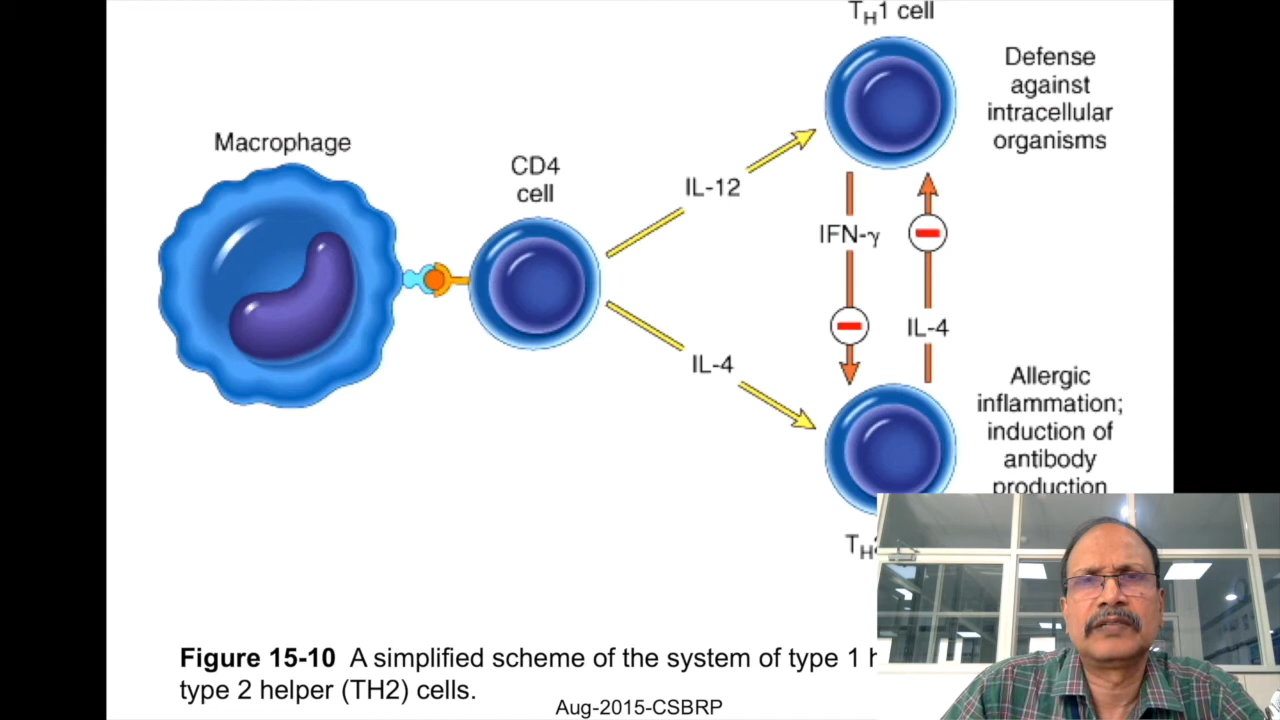 T_H1 cell
Defense
against
intracellular
organisms
Macrophage
CD4
cell
IL-12
IFN-γ
IL-4
IL-4
Allergic
inflammation;
induction of
antibody
production
Figure 15-10 A simplified scheme of the system of type 1
type 2 helper (TH2) cells.
Aug-2015-CSBRP